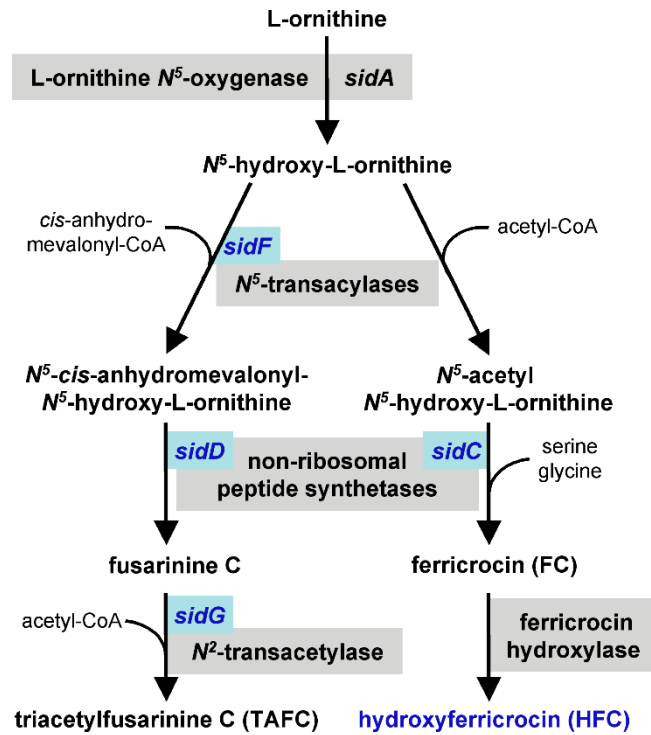 L-ornithine
L-ornithine N⁵-oxygenase sidA
N⁵-hydroxy-L-ornithine
cis-anhydro-
mevalonyl-CoA
sidF
acetyl-CoA
N⁵-transacylases
N⁵-cis-anhydromevalonyl-
N⁵-hydroxy-L-ornithine
N⁵-acetyl
N⁵-hydroxy-L-ornithine
sidD
non-ribosomal
peptide synthetases
sidC
serine
glycine
fusarinine C
ferricrocin (FC)
acetyl-CoA
sidG
N²-transacetylase
ferricrocin
hydroxylase
triacetylfusarinine C (TAFC)
hydroxyferricrocin (HFC)